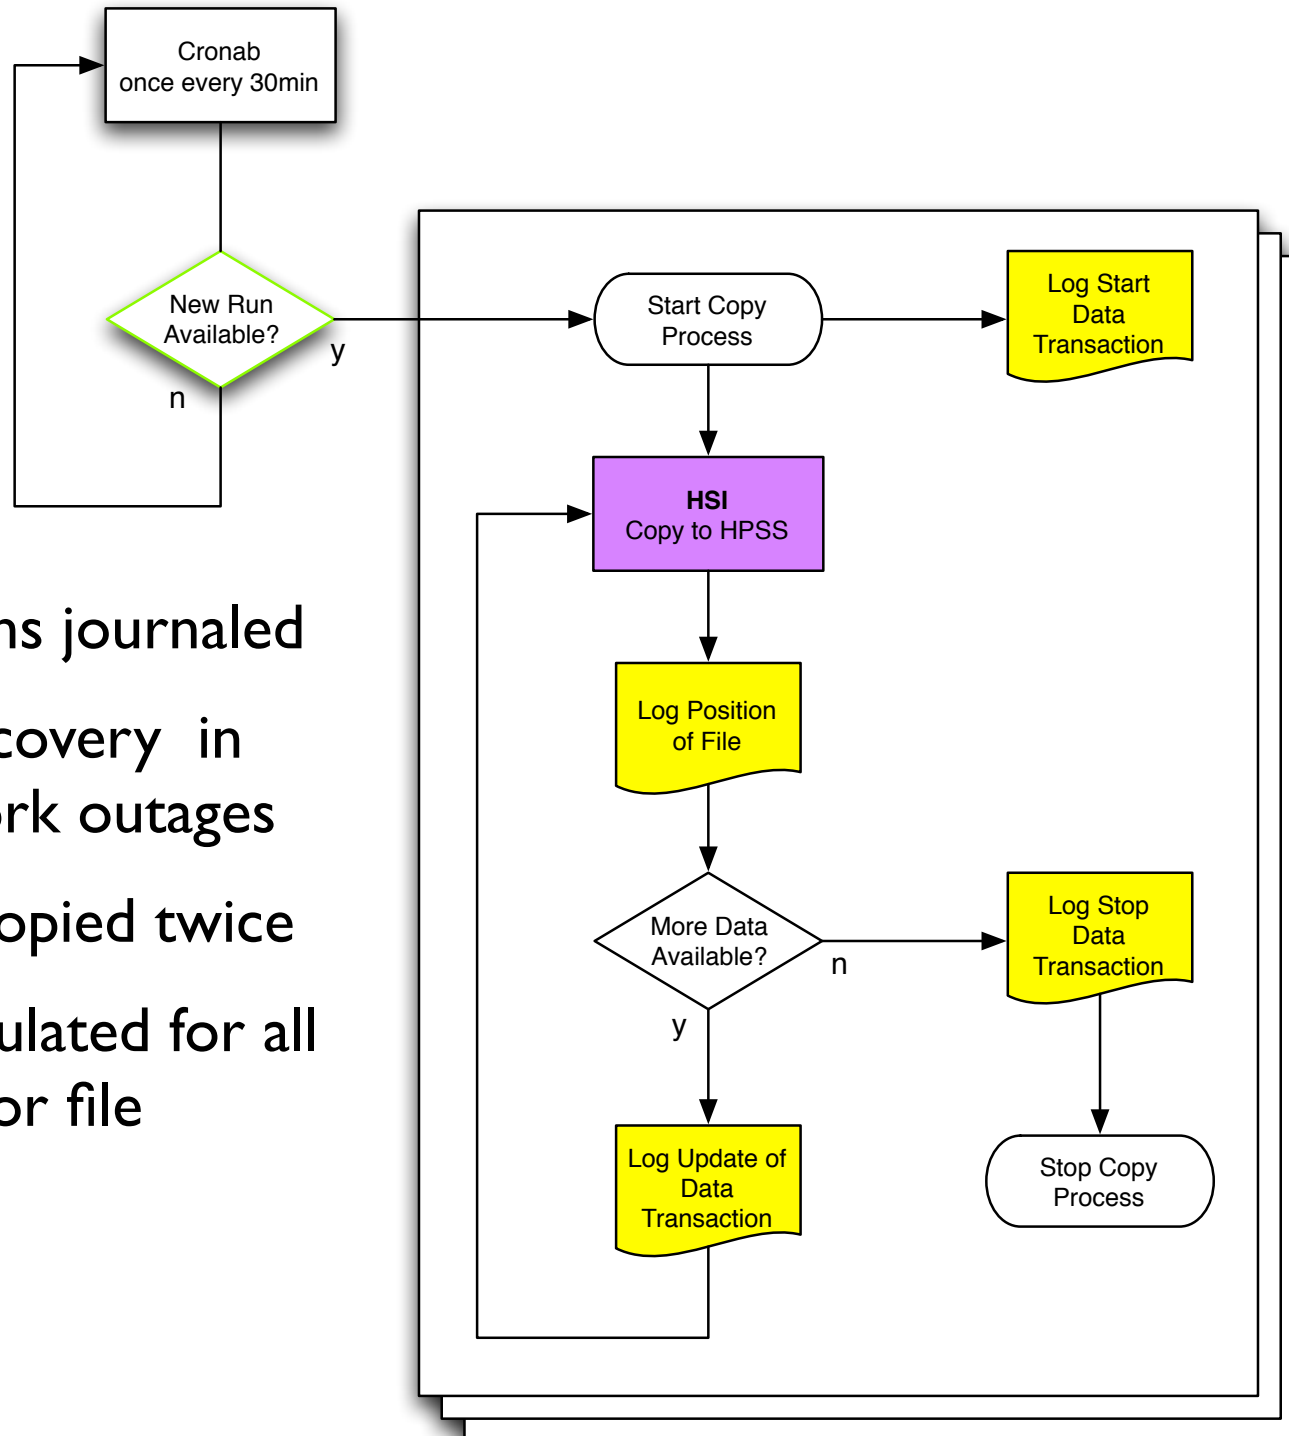 Cronab
once every 30min
New Run
Available?
y
n
Start Copy
Process
Log Start
Data
Transaction
HSI
Copy to HPSS
Log Position
of File
More Data
Available?
n
y
Log Stop
Data
Transaction
Log Update of
Data
Transaction
Stop Copy
Process
ns journaled
covery in
ork outages
opied twice
ulated for all
or file